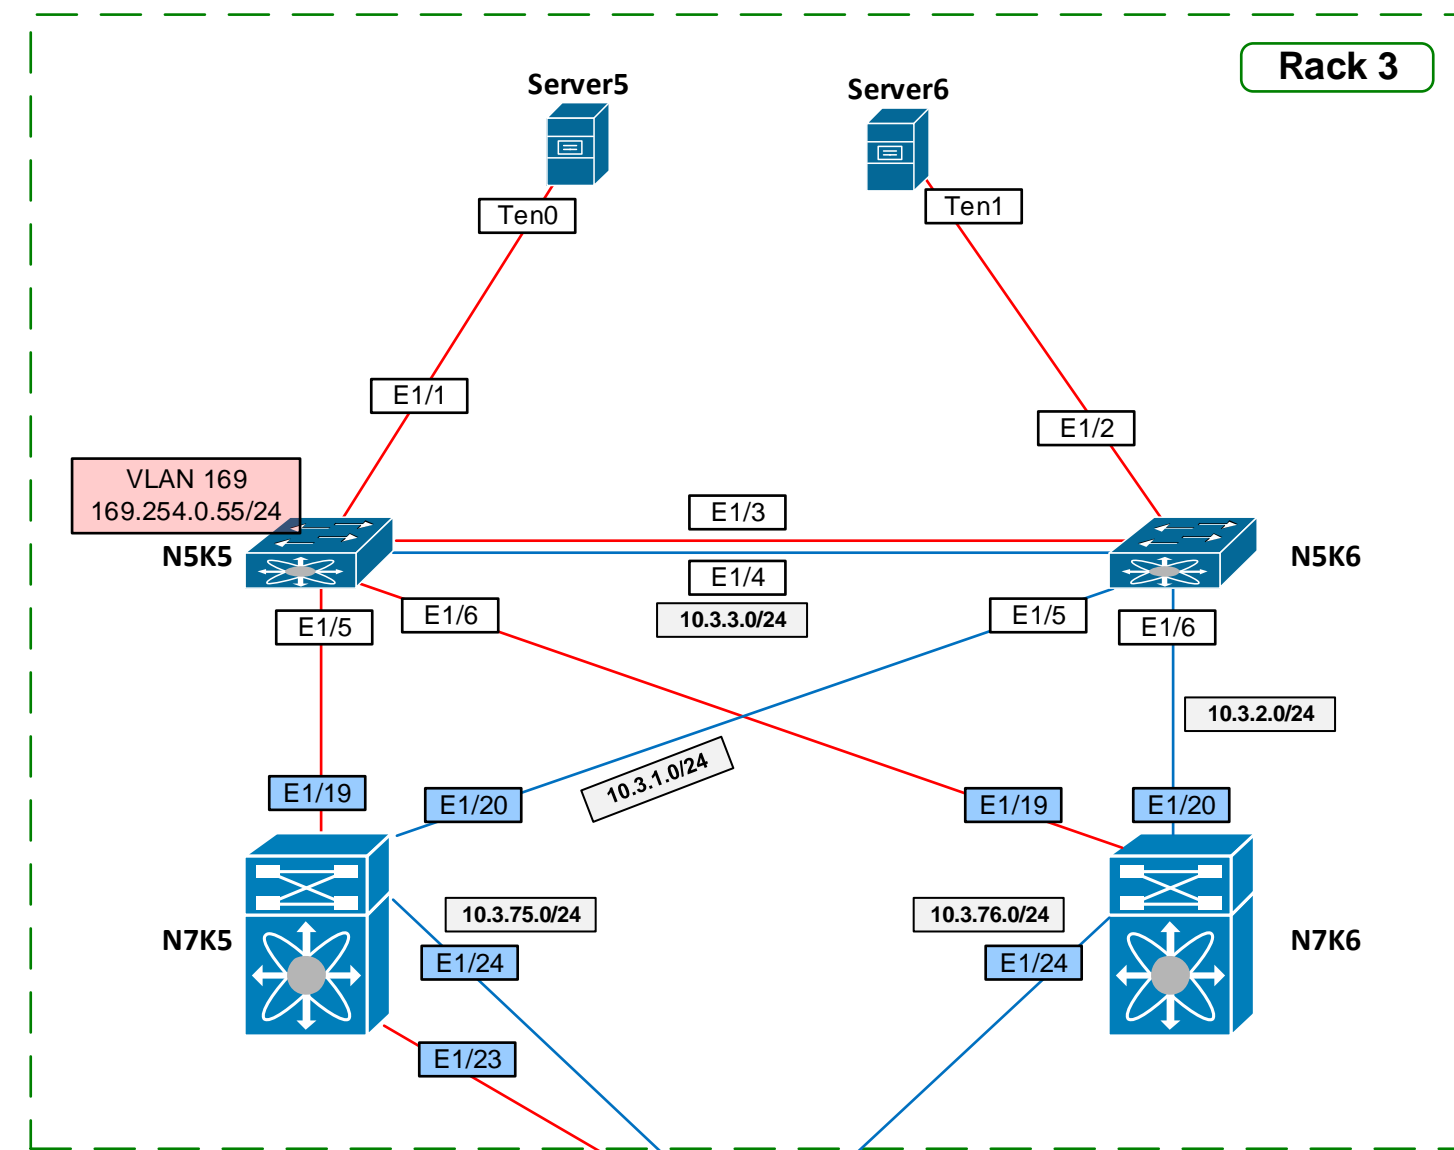 Rack 3
Server5
Server6
Ten0
Ten1
E1/1
E1/2
VLAN 169
169.254.0.55/24
E1/3
N5K5
N5K6
E1/4
10.3.3.0/24
E1/5
E1/6
E1/5
E1/6
10.3.2.0/24
10.3.1.0/24
E1/19
E1/20
E1/19
E1/20
10.3.75.0/24
10.3.76.0/24
N7K5
N7K6
E1/24
E1/24
E1/23